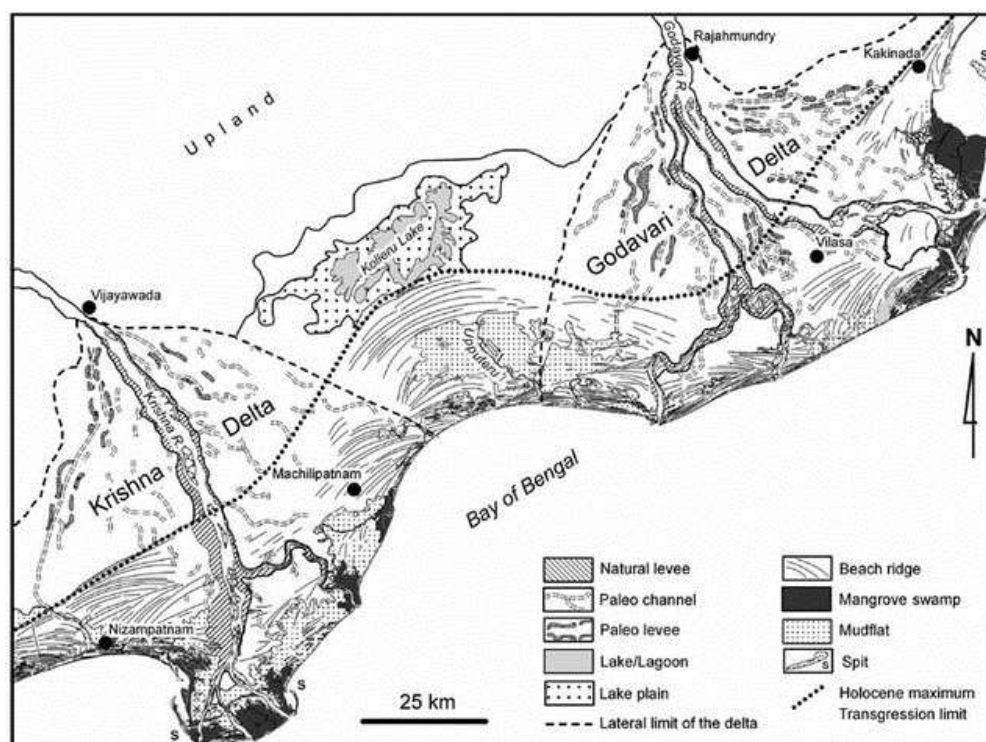 Godavari R
Rajahmundry
Kakinada
S
Upland
Delta
Kolleru Lake
Godavari
Vilasa
Vijayawada
Upputeru
N
Krishna R
Delta
Krishna
Machilipatnam
Bay of Bengal
Nizampatnam
S
S
Natural levee
Paleo channel
Paleo levee
Lake/Lagoon
Lake plain
Lateral limit of the delta
Beach ridge
Mangrove swamp
Mudflat
S
Spit
Holocene maximum
Transgression limit
25 km